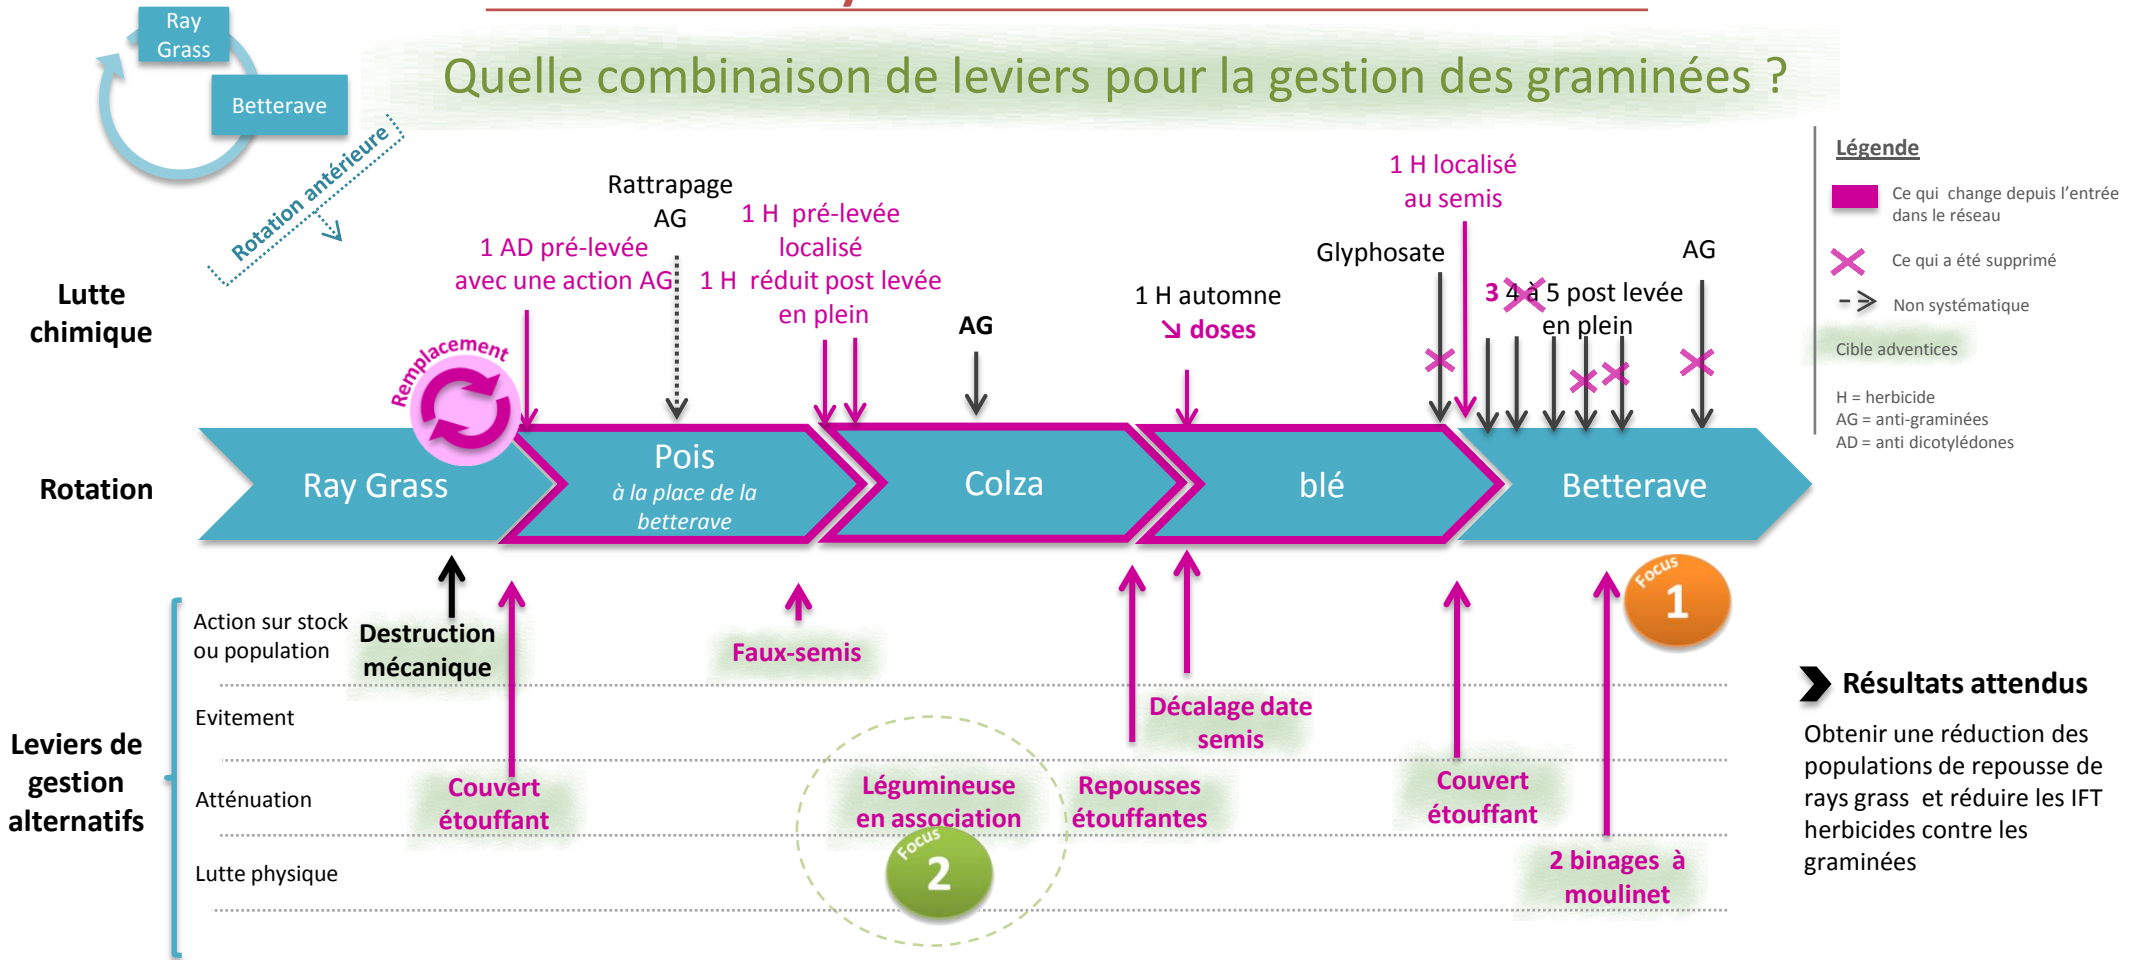 Quelle combinaison de leviers pour la gestion des graminées ?
Ray
Grass
Betterave
Rotation antérieure
Légende
Ce qui change depuis l'entrée
dans le réseau
Ce qui a été supprimé
Non systématique
Cible adventices
H = herbicide
AG = anti-graminées
AD = anti dicotylédones
Lutte
chimique
Remplacement
1 AD pré-levée
avec une action AG
Rattrapage
AG
1 H pré-levée
localisé
1 H réduit post levée
en plein
AG
1 H automne
↘ doses
Glyphosate
1 H localisé
au semis
3 4 à 5 post levée
en plein
AG
Rotation
Ray Grass
Pois
à la place de la
betterave
Colza
blé
Betterave
Leviers de
gestion
alternatifs
Action sur stock
ou population
Destruction
mécanique
Faux-semis
Focus
1
Evitement
Décalage date
semis
Atténuation
Couvert
étouffant
Légumineuse
en association
Repousses
étouffantes
Couvert
étouffant
Lutte physique
Focus
2
2 binages à
moulinet
Résultats attendus
Obtenir une réduction des
populations de repousse de
rays grass et réduire les IFT
herbicides contre les
graminées